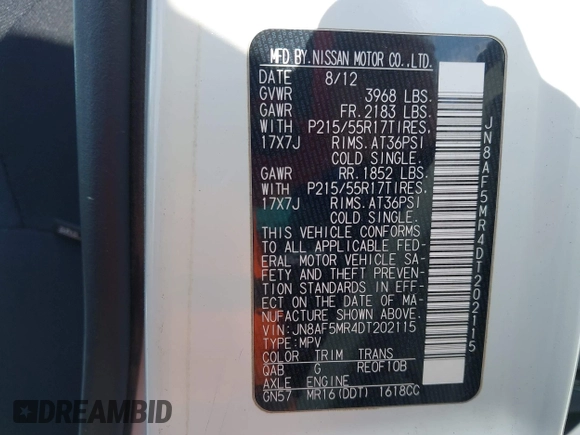 MFD.BY.NISSAN MOTOR CO.,LTD.
DATE 8/12
GVWR 3968 LBS.
GAWR FR. 2183 LBS.
WITH P215/55R17TIRES.
17X7J RIMS. AT36PSI
COLD SINGLE.
GAWR RR. 1852 LBS.
WITH P215/55R17TIRES.
17X7J RIMS. AT36PSI
COLD SINGLE.
THIS VEHICLE CONFORMS
TO ALL APPLICABLE FED-
ERAL MOTOR VEHICLE SA-
FETY AND THEFT PREVEN-
TION STANDARDS IN EFF-
ECT ON THE DATE OF MA-
NUFACTURE SHOWN ABOVE.
VIN:JN8AF5MR4DT202115
TYPE:MPV
COLOR TRIM TRANS
QAB G RE0F10B
AXLE ENGINE
GN57 MR16(DDT) 1618CC
JN8AF5MR4DT202115
DREAMBID